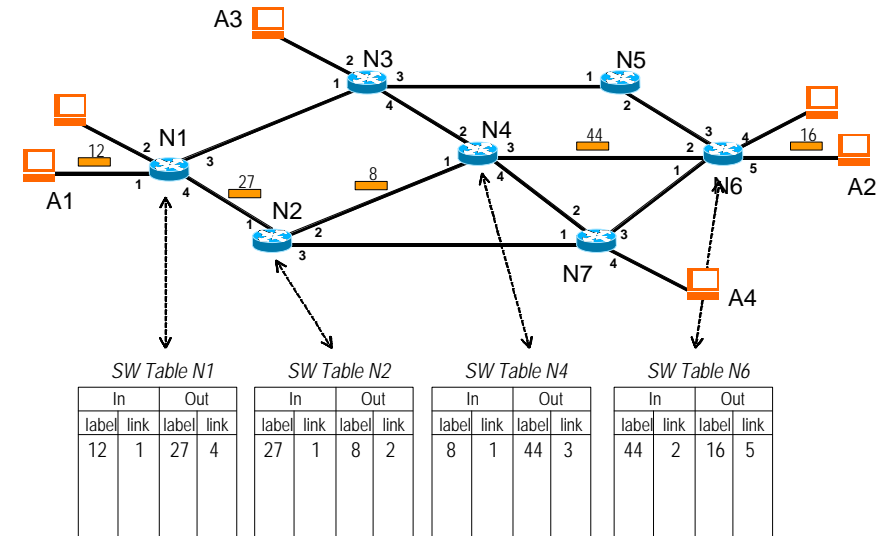 A3
2
N3
1
3
4
N5
1
2
12
2
N1
3
1
4
A1
27
N2
1
2
3
8
2
N4
1
3
4
44
3
4
2
1
5
N6
16
A2
2
1
3
N7
4
A4
SW Table N1
In Out
label link label link
12 1 27 4
SW Table N2
In Out
label link label link
27 1 8 2
SW Table N4
In Out
label link label link
8 1 44 3
SW Table N6
In Out
label link label link
44 2 16 5